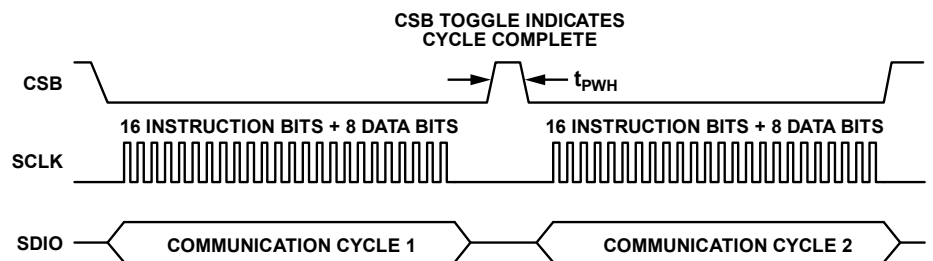 CSB TOGGLE INDICATES
CYCLE COMPLETE
CSB
tPWH
16 INSTRUCTION BITS + 8 DATA BITS
16 INSTRUCTION BITS + 8 DATA BITS
SCLK
SDIO
COMMUNICATION CYCLE 1
COMMUNICATION CYCLE 2